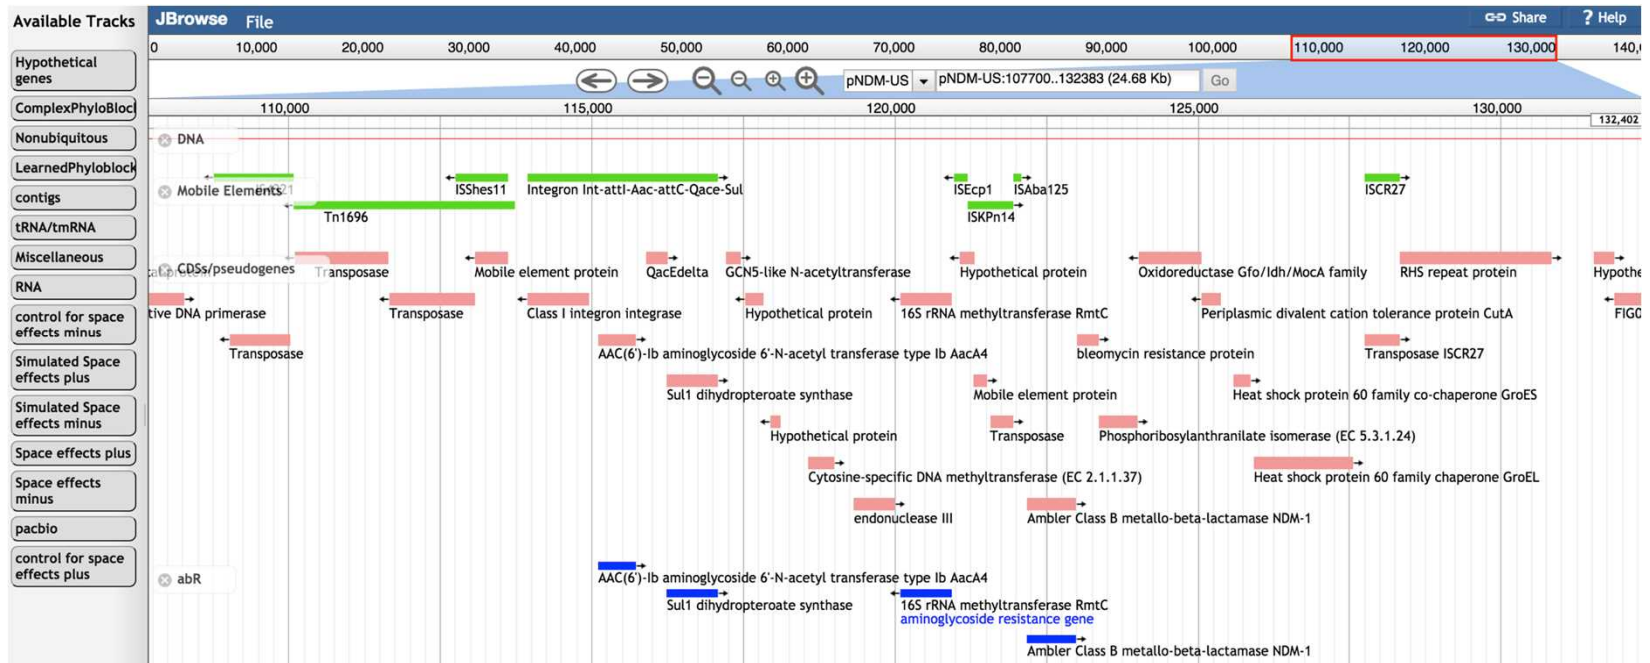 Available Tracks
JBrowse File Share ? Help
0 10,000 20,000 30,000 40,000 50,000 60,000 70,000 80,000 90,000 100,000 110,000 120,000 130,000 140,
Hypothetical
genes
pNDM-US pNDM-US:107700..132383 (24.68 Kb) Go
ComplexPhyloBloc
110,000 115,000 120,000 125,000 130,000
132,402
Nonubiquitous
DNA
LearnedPhyloblock
Mobile Elements ISShes11 Integron Int-attI-Aac-attC-Qace-Sul ISEcp1 ISAba125 ISCR27
contigs
Tn1696 ISKPn14
tRNA/tmRNA
Miscellaneous
CDSs/pseudogenes Transposase Mobile element protein QacEdelta GCN5-like N-acetyltransferase Hypothetical protein Oxidoreductase Gfo/Idh/MocA family RHS repeat protein Hypothe
RNA
control for space
effects minus
tive DNA primerase Transposase Class I integron integrase Hypothetical protein 16S rRNA methyltransferase RmtC Periplasmic divalent cation tolerance protein CutA FIG0
Transposase AAC(6')-Ib aminoglycoside 6'-N-acetyl transferase type Ib AacA4 bleomycin resistance protein Transposase ISCR27
Simulated Space
effects plus
Sul1 dihydropteroate synthase Mobile element protein Heat shock protein 60 family co-chaperone GroES
Simulated Space
effects minus
Hypothetical protein Transposase Phosphoribosylanthranilate isomerase (EC 5.3.1.24)
Space effects plus
Cytosine-specific DNA methyltransferase (EC 2.1.1.37) Heat shock protein 60 family chaperone GroEL
Space effects
minus
endonuclease III Ambler Class B metallo-beta-lactamase NDM-1
pacbio
control for space
effects plus
abR AAC(6')-Ib aminoglycoside 6'-N-acetyl transferase type Ib AacA4
Sul1 dihydropteroate synthase 16S rRNA methyltransferase RmtC
aminoglycoside resistance gene
Ambler Class B metallo-beta-lactamase NDM-1